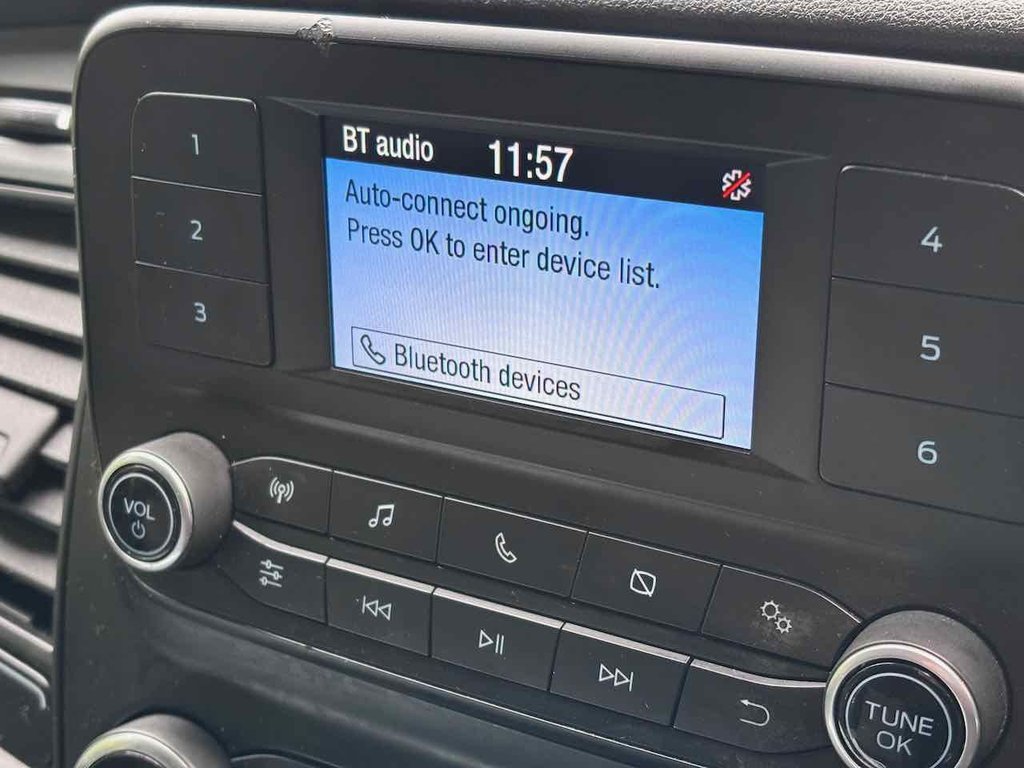 BT audio 11:57
Auto-connect ongoing.
Press OK to enter device list.
Bluetooth devices
1
2
3
4
5
6
VOL
TUNE
OK